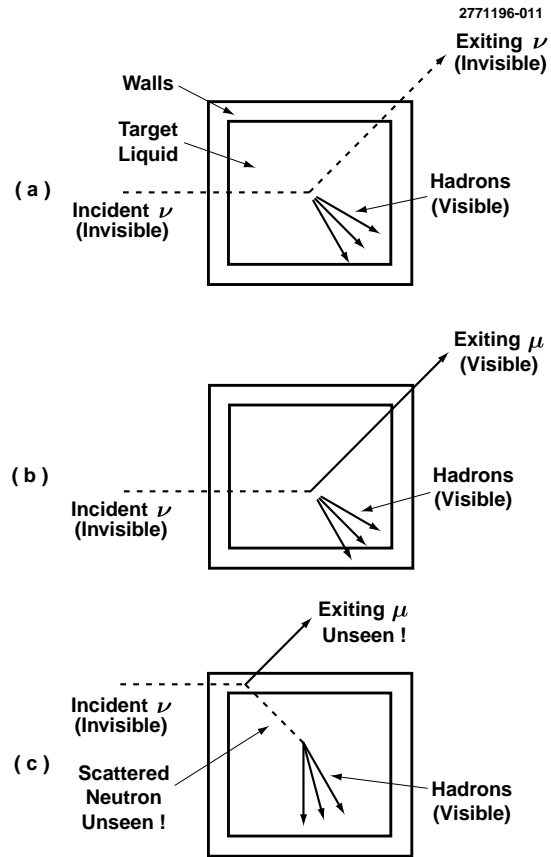 2771196-011
Exiting ν
(Invisible)
Walls
Target
Liquid
( a )
Incident ν
(Invisible)
Hadrons
(Visible)
Exiting μ
(Visible)
( b )
Incident ν
(Invisible)
Hadrons
(Visible)
Exiting μ
Unseen !
Incident ν
(Invisible)
( c )
Scattered
Neutron
Unseen !
Hadrons
(Visible)